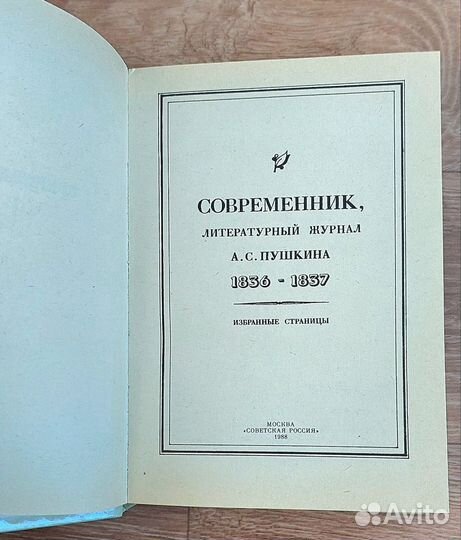 СОВРЕМЕННИК,
ЛИТЕРАТУРНЫЙ ЖУРНАЛ
А.С.ПУШКИНА
1836 - 1837
ИЗБРАННЫЕ СТРАНИЦЫ
МОСКВА
«СОВЕТСКАЯ РОССИЯ»
1988
Avito